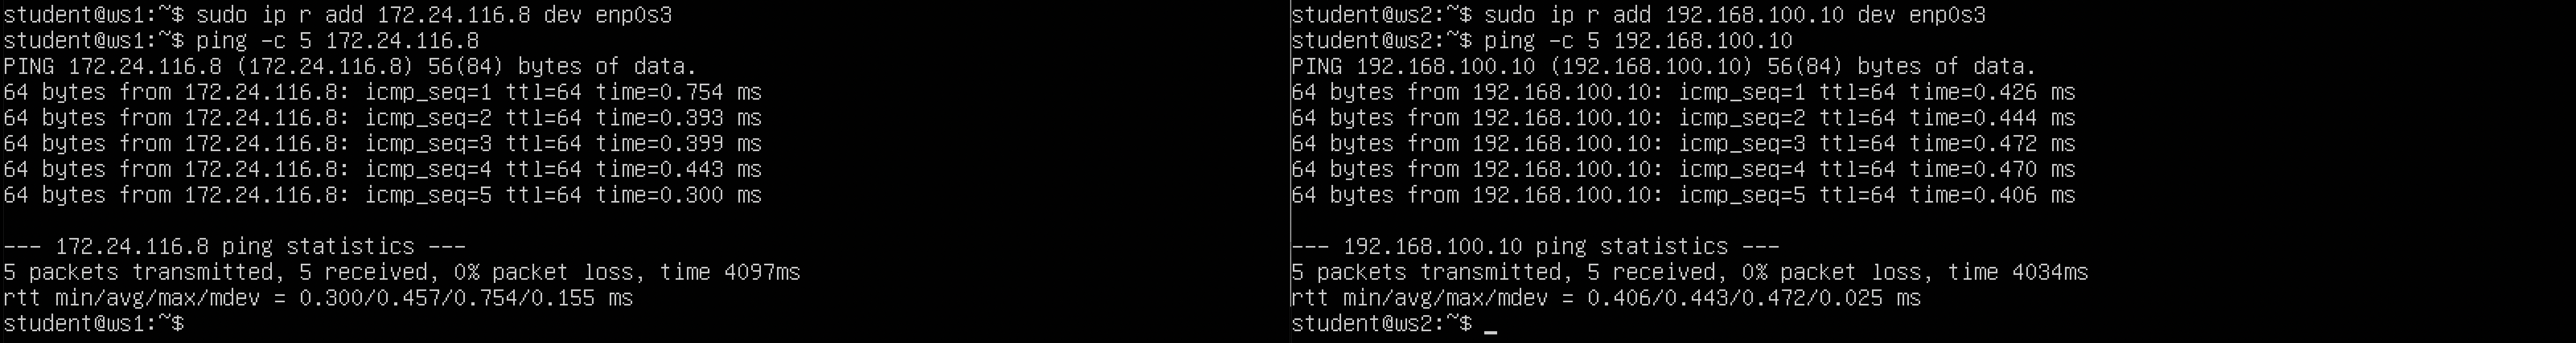 student@ws1:~$ sudo ip r add 172.24.116.8 dev enp0s3
student@ws1:~$ ping -c 5 172.24.116.8
PING 172.24.116.8 (172.24.116.8) 56(84) bytes of data.
64 bytes from 172.24.116.8: icmp_seq=1 ttl=64 time=0.754 ms
64 bytes from 172.24.116.8: icmp_seq=2 ttl=64 time=0.393 ms
64 bytes from 172.24.116.8: icmp_seq=3 ttl=64 time=0.399 ms
64 bytes from 172.24.116.8: icmp_seq=4 ttl=64 time=0.443 ms
64 bytes from 172.24.116.8: icmp_seq=5 ttl=64 time=0.300 ms
--- 172.24.116.8 ping statistics ---
5 packets transmitted, 5 received, 0% packet loss, time 4097ms
rtt min/avg/max/mdev = 0.300/0.457/0.754/0.155 ms
student@ws1:~$
student@ws2:~$ sudo ip r add 192.168.100.10 dev enp0s3
student@ws2:~$ ping -c 5 192.168.100.10
PING 192.168.100.10 (192.168.100.10) 56(84) bytes of data.
64 bytes from 192.168.100.10: icmp_seq=1 ttl=64 time=0.426 ms
64 bytes from 192.168.100.10: icmp_seq=2 ttl=64 time=0.444 ms
64 bytes from 192.168.100.10: icmp_seq=3 ttl=64 time=0.472 ms
64 bytes from 192.168.100.10: icmp_seq=4 ttl=64 time=0.470 ms
64 bytes from 192.168.100.10: icmp_seq=5 ttl=64 time=0.406 ms
--- 192.168.100.10 ping statistics ---
5 packets transmitted, 5 received, 0% packet loss, time 4034ms
rtt min/avg/max/mdev = 0.406/0.443/0.472/0.025 ms
student@ws2:~$ _